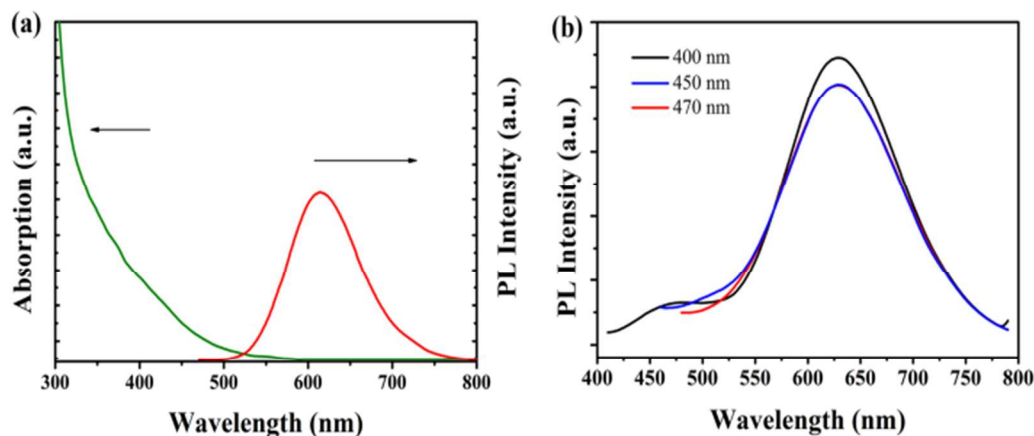 (a)
Absorption (a.u.)
300 400 500 600 700 800
Wavelength (nm)
PL Intensity (a.u.)
(b)
400 nm
450 nm
470 nm
PL Intensity (a.u.)
400 450 500 550 600 650 700 750 800
Wavelength (nm)